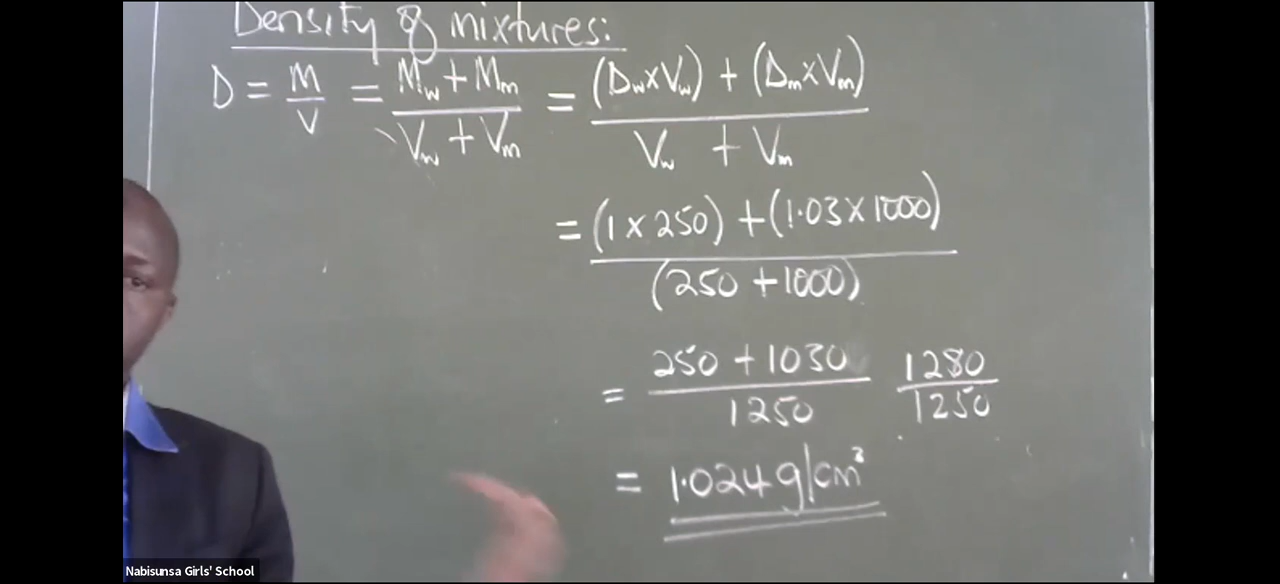 Density of mixtures:
D = M/V = (Mw + Mm)/(Vw + Vm) = ((Dw×Vw) + (Dm×Vm))/(Vw + Vm)
= ((1 × 250) + (1·03 × 1000))/(250 + 1000)
= (250 + 1030)/1250 1280/1250
= 1·024 g/cm³
Nabisunsa Girls' School